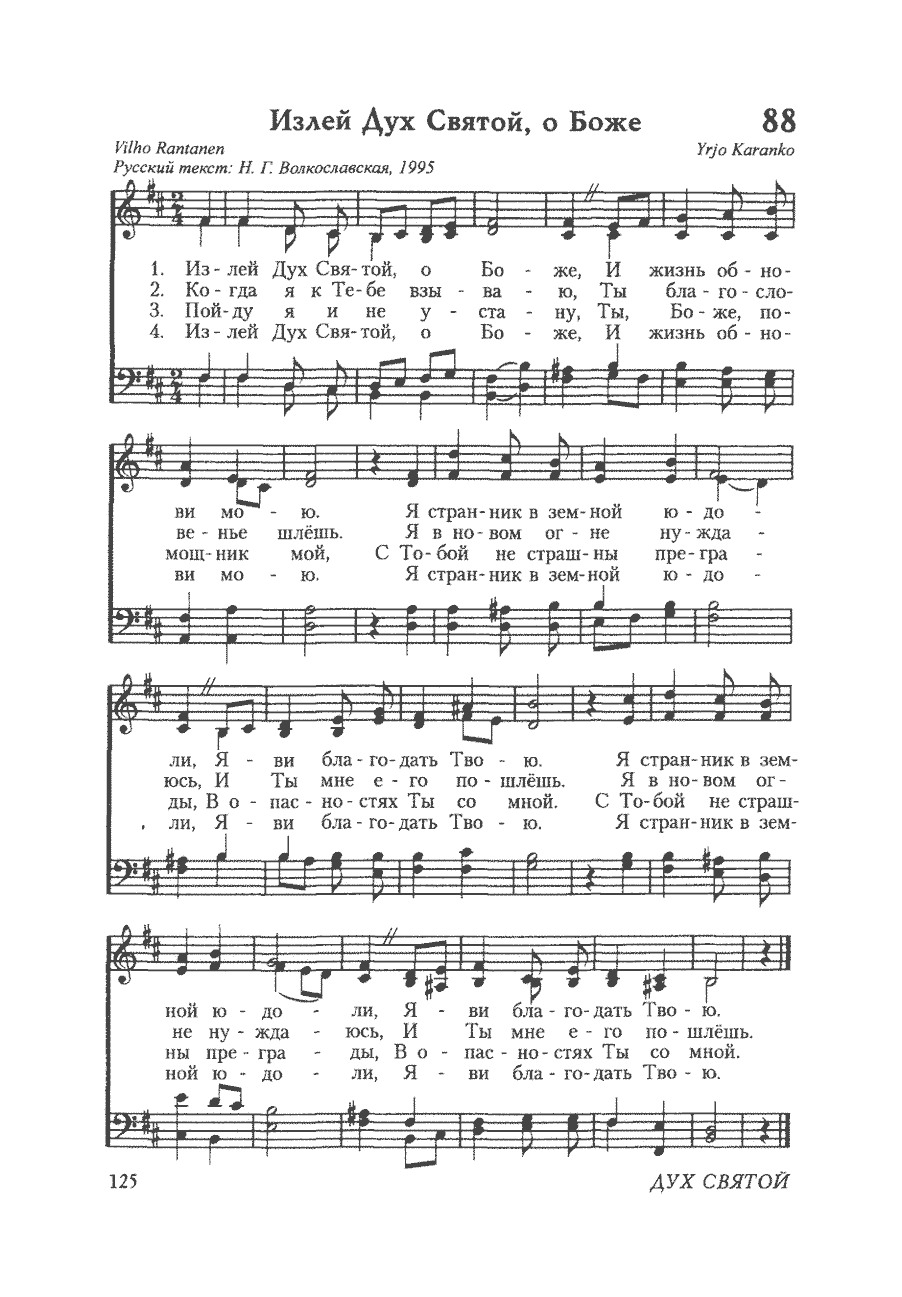 Излей Дух Святой, о Боже 88
Vilho Rantanen Yrjo Karanko
Русский текст: Н. Г. Волкославская, 1995
1. Из - лей Дух Свя - той, о Бо - же, И жизнь об - но -
2. Ко - гда я к Те - бе взы - ва - ю, Ты бла - го - сло-
3. Пой - ду я и не у - ста - ну, Ты, Бо - же, по-
4. Из - лей Дух Свя - той, о Бо - же, И жизнь об - но -
ви мо - ю. Я стран - ник в зем - ной ю - до -
ве - нье шлёшь. Я в но - вом ог - не ну - жда -
мощ - ник мой, С То - бой не страш - ны пре - гра -
ви мо - ю. Я стран - ник в зем - ной ю - до -
ли, Я - ви бла - го - дать Тво - ю. Я стран - ник в зем-
юсь, И Ты мне е - го по - шлёшь. Я в но - вом ог -
ды, В о - пас - но - стях Ты со мной. С То - бой не страш-
ли, Я - ви бла - го - дать Тво - ю. Я стран - ник в зем-
ной ю - до - ли, Я - ви бла - го - дать Тво - ю.
не ну - жда - юсь, И Ты мне е - го по - шлёшь.
ны пре - гра - ды, В о - пас - но - стях Ты со мной.
ной ю - до - ли, Я - ви бла - го - дать Тво - ю.
125 ДУХ СВЯТОЙ